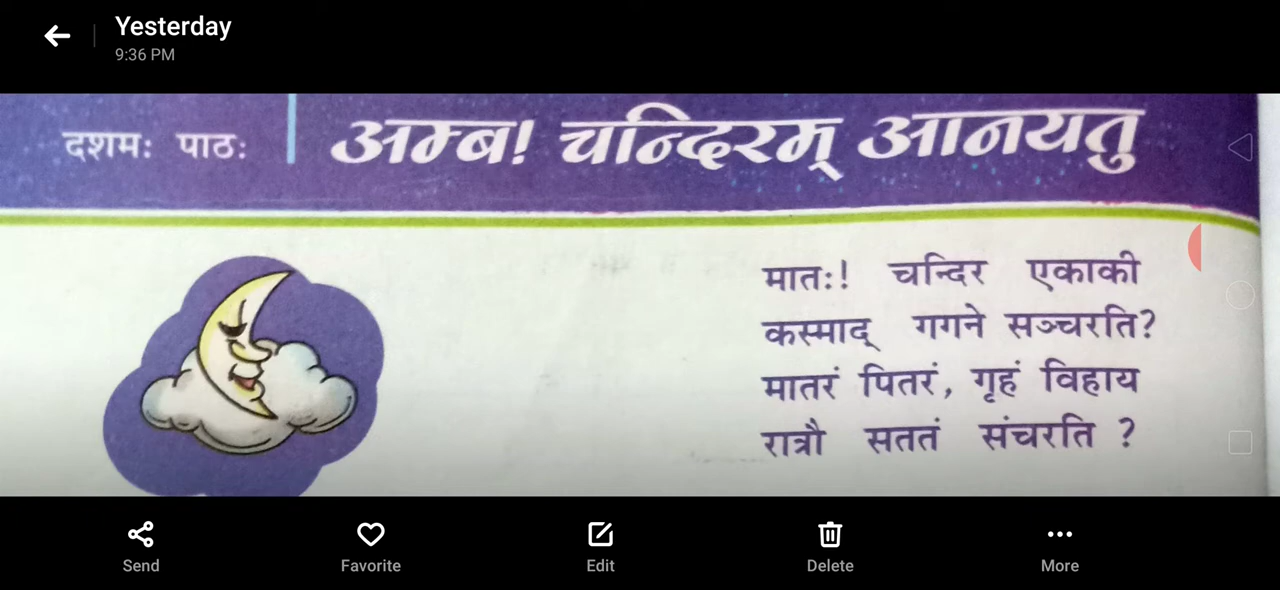 Yesterday
9:36 PM
दशमः पाठः
अम्ब! चन्दिरम् आनयतु
मातः! चन्दिर एकाकी
कस्माद् गगने सञ्चरति?
मातरं पितरं, गृहं विहाय
रात्रौ सततं संचरति ?
Send Favorite Edit Delete More